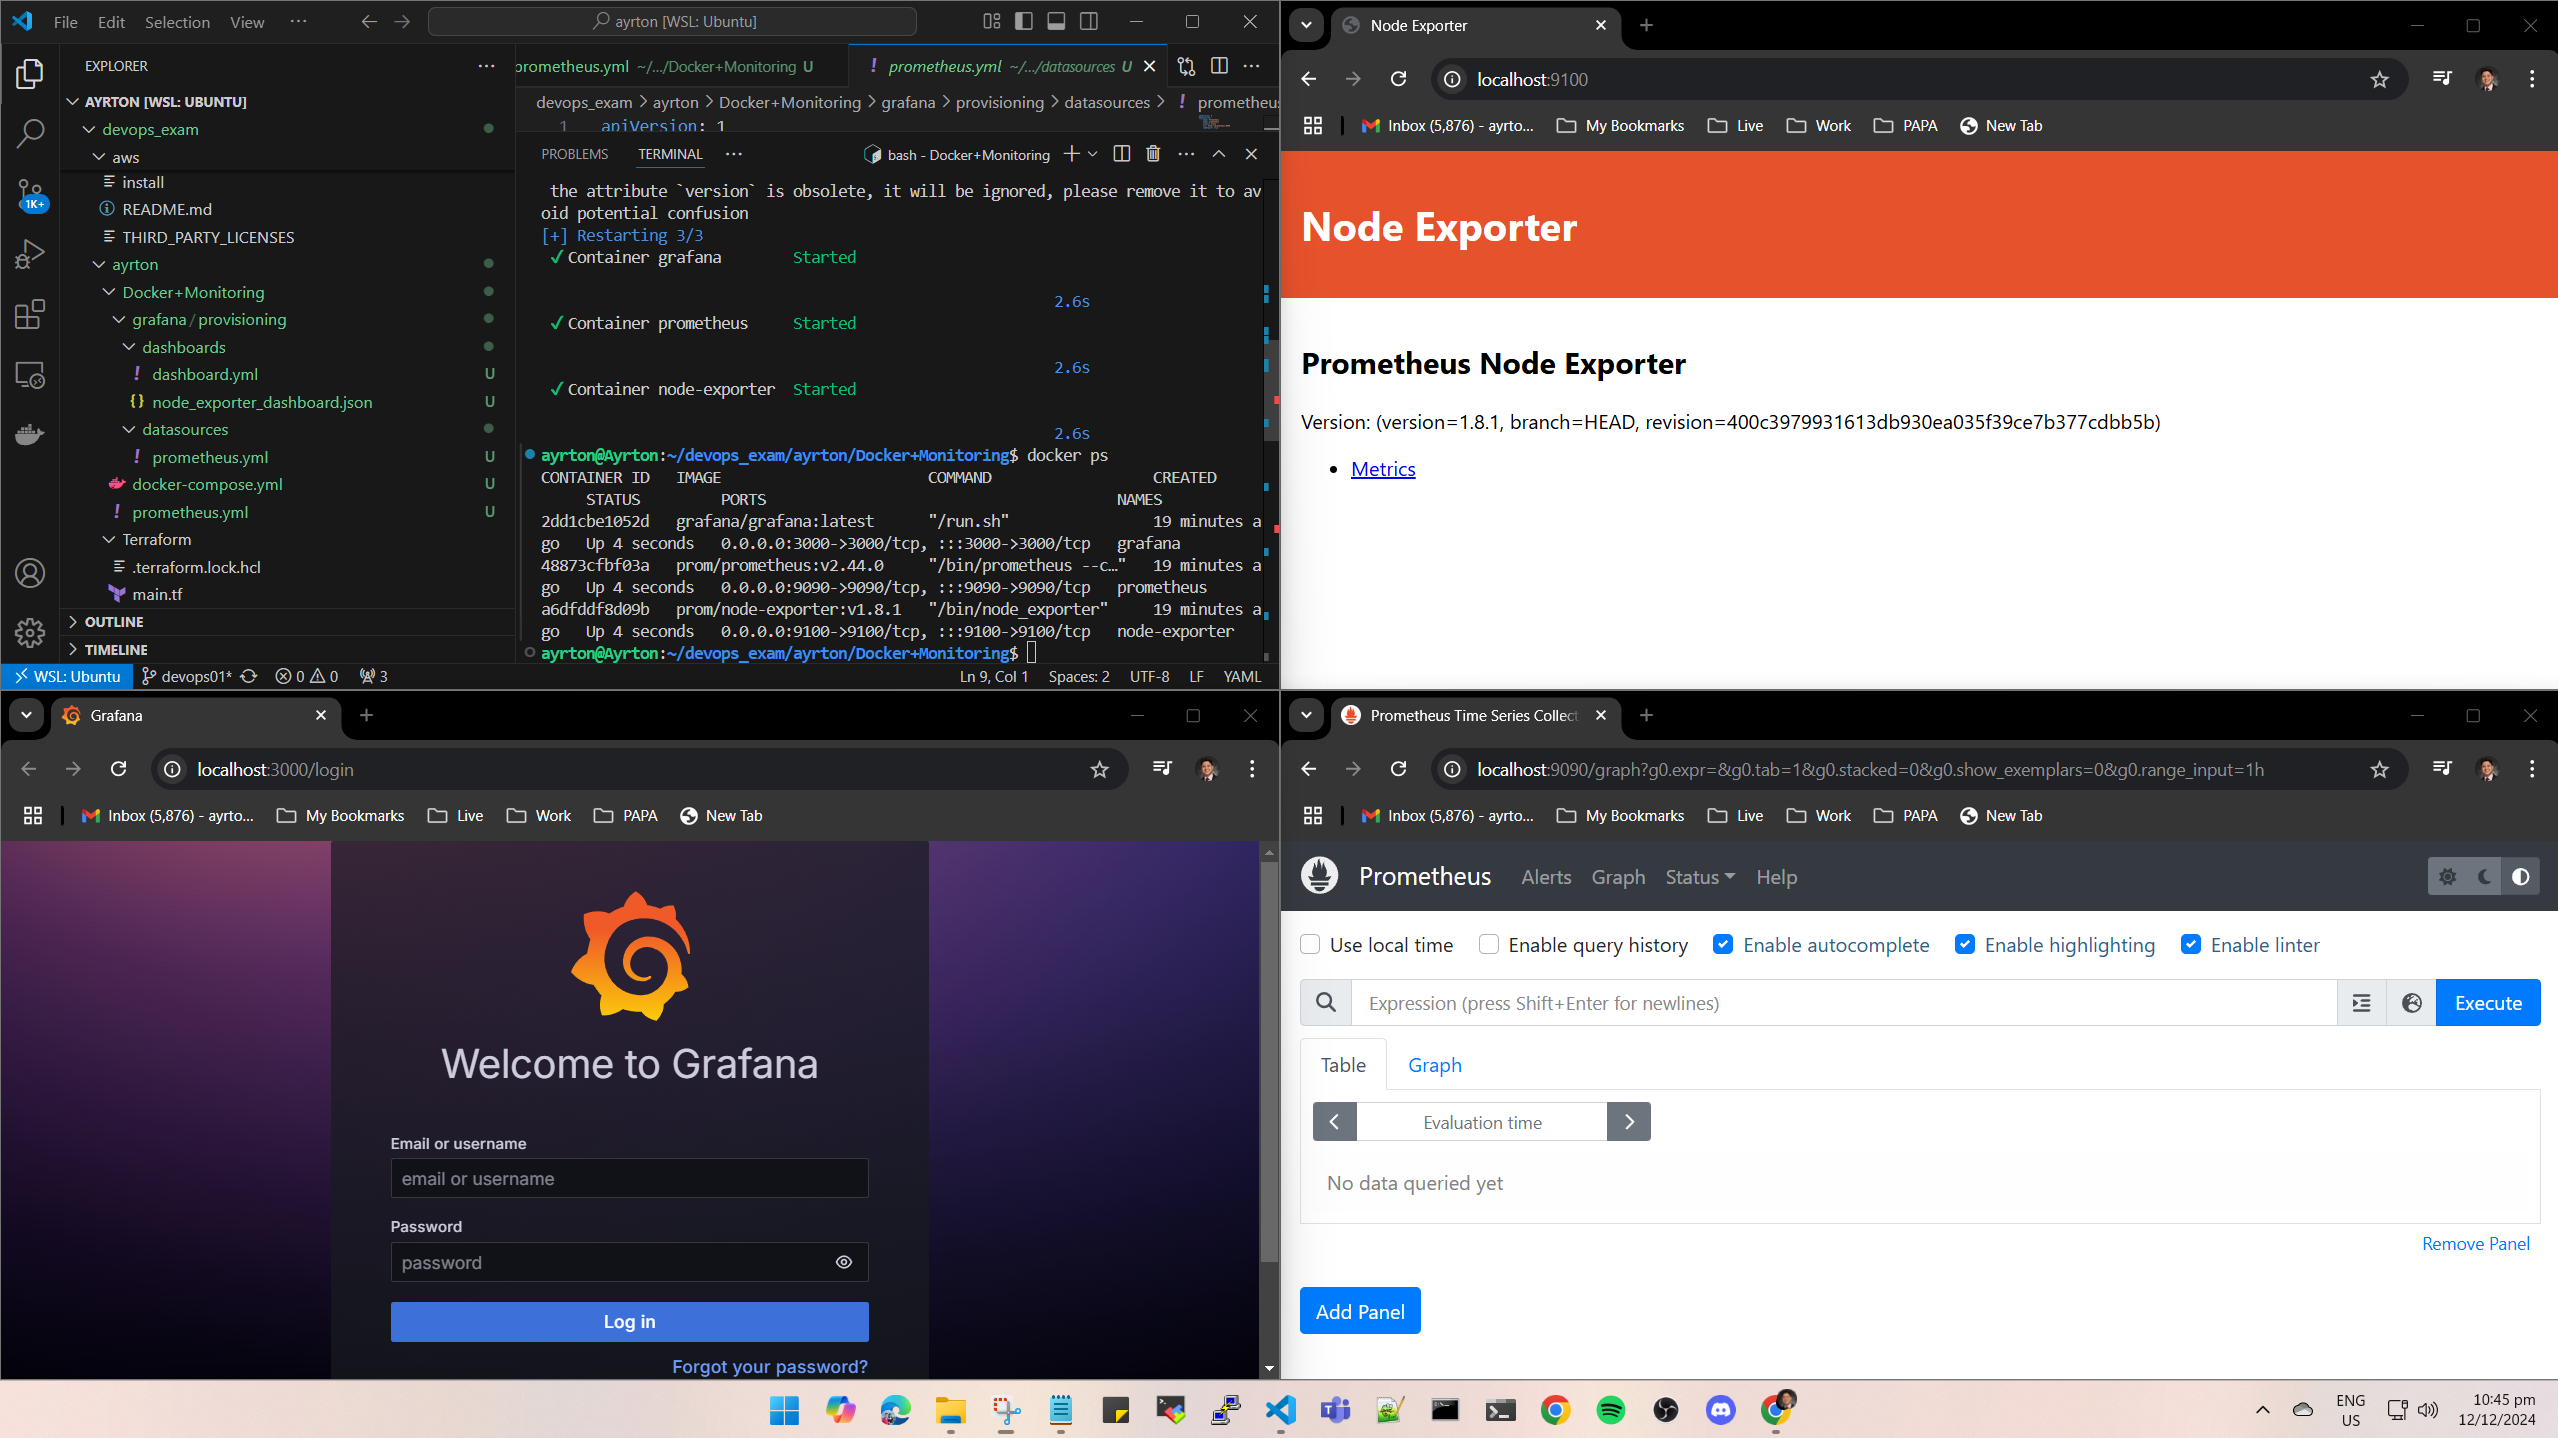 File Edit Selection View ··· ayrton [WSL: Ubuntu]
EXPLORER ···
AYRTON [WSL: UBUNTU]
devops_exam
aws
install
README.md
THIRD_PARTY_LICENSES
ayrton
Docker+Monitoring
grafana / provisioning
dashboards
dashboard.yml U
node_exporter_dashboard.json U
datasources
prometheus.yml U
docker-compose.yml U
prometheus.yml U
Terraform
.terraform.lock.hcl
main.tf
OUTLINE
TIMELINE
1K+
prometheus.yml ~/.../Docker+Monitoring U ! prometheus.yml ~/.../datasources U
devops_exam > ayrton > Docker+Monitoring > grafana > provisioning > datasources > ! prometheus
1 apiVersion: 1
PROBLEMS TERMINAL ··· bash - Docker+Monitoring
the attribute `version` is obsolete, it will be ignored, please remove it to av
oid potential confusion
[+] Restarting 3/3
✓ Container grafana Started
2.6s
✓ Container prometheus Started
2.6s
✓ Container node-exporter Started
2.6s
ayrton@Ayrton:~/devops_exam/ayrton/Docker+Monitoring$ docker ps
CONTAINER ID IMAGE COMMAND CREATED
STATUS PORTS NAMES
2dd1cbe1052d grafana/grafana:latest "/run.sh" 19 minutes a
go Up 4 seconds 0.0.0.0:3000->3000/tcp, :::3000->3000/tcp grafana
48873cfbf03a prom/prometheus:v2.44.0 "/bin/prometheus --c…" 19 minutes a
go Up 4 seconds 0.0.0.0:9090->9090/tcp, :::9090->9090/tcp prometheus
a6dfddf8d09b prom/node-exporter:v1.8.1 "/bin/node_exporter" 19 minutes a
go Up 4 seconds 0.0.0.0:9100->9100/tcp, :::9100->9100/tcp node-exporter
ayrton@Ayrton:~/devops_exam/ayrton/Docker+Monitoring$
WSL: Ubuntu devops01* 0 0 3 Ln 9, Col 1 Spaces: 2 UTF-8 LF YAML
Node Exporter
localhost:9100
Inbox (5,876) - ayrto... My Bookmarks Live Work PAPA New Tab
Node Exporter
Prometheus Node Exporter
Version: (version=1.8.1, branch=HEAD, revision=400c3979931613db930ea035f39ce7b377cdbb5b)
• Metrics
Grafana
localhost:3000/login
Inbox (5,876) - ayrto... My Bookmarks Live Work PAPA New Tab
Welcome to Grafana
Email or username
email or username
Password
password
Log in
Forgot your password?
Prometheus Time Series Collect
localhost:9090/graph?g0.expr=&g0.tab=1&g0.stacked=0&g0.show_exemplars=0&g0.range_input=1h
Inbox (5,876) - ayrto... My Bookmarks Live Work PAPA New Tab
Prometheus Alerts Graph Status Help
Use local time Enable query history Enable autocomplete Enable highlighting Enable linter
Expression (press Shift+Enter for newlines) Execute
Table Graph
Evaluation time
No data queried yet
Remove Panel
Add Panel
ENG
US
10:45 pm
12/12/2024